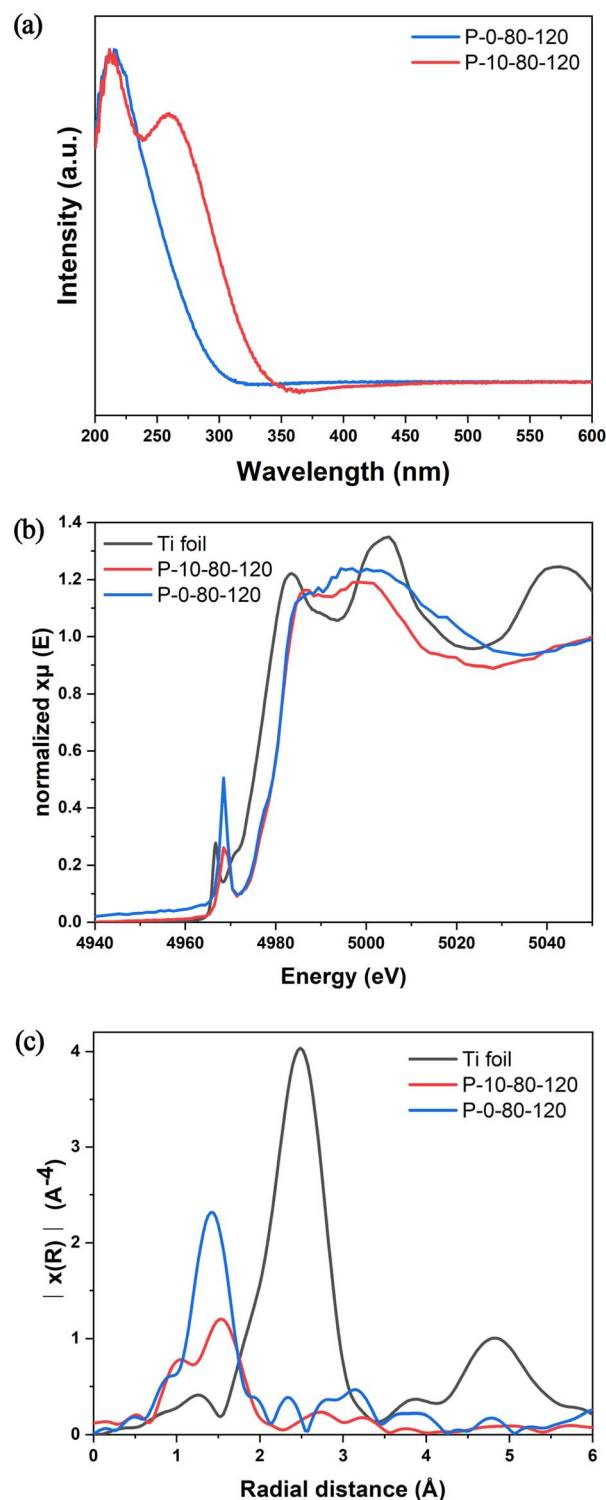 (a)
P-0-80-120
P-10-80-120
Intensity (a.u.)
200 250 300 350 400 450 500 550 600
Wavelength (nm)
(b)
1.4
Ti foil
P-10-80-120
P-0-80-120
1.2
1.0
0.8
0.6
0.4
0.2
0.0
normalized xμ (E)
4940 4960 4980 5000 5020 5040
Energy (eV)
(c)
Ti foil
P-10-80-120
P-0-80-120
4
3
2
1
0
| x(R) | (A-4)
0 1 2 3 4 5 6
Radial distance (Å)